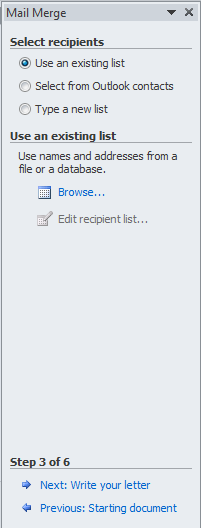 Mail Merge
Select recipients
Use an existing list
Select from Outlook contacts
Type a new list
Use an existing list
Use names and addresses from a
file or a database.
Browse...
Edit recipient list...
Step 3 of 6
Next: Write your letter
Previous: Starting document